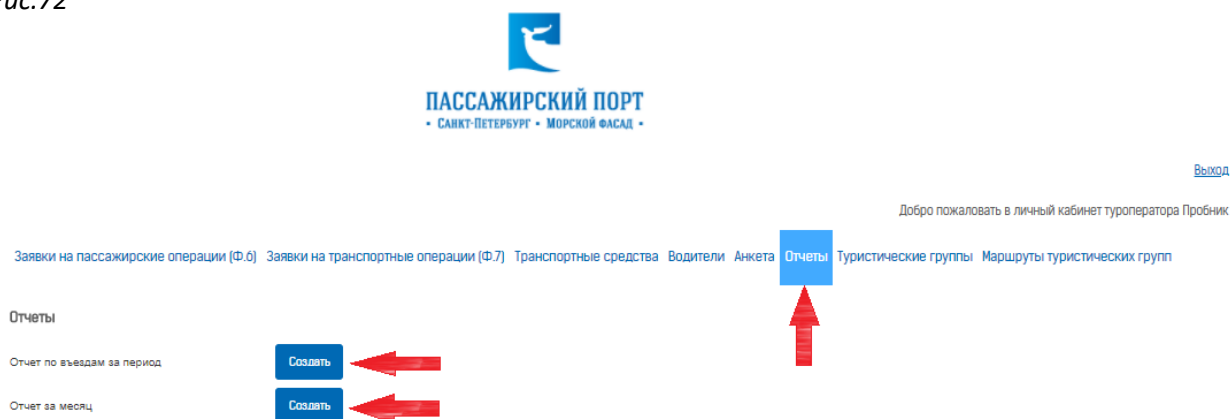 Рис.72
ПАССАЖИРСКИЙ ПОРТ
• САНКТ-ПЕТЕРБУРГ • МОРСКОЙ ФАСАД •
Выход
Добро пожаловать в личный кабинет туроператора Пробник
Заявки на пассажирские операции (Ф.6) Заявки на транспортные операции (Ф.7) Транспортные средства Водители Анкета Отчеты Туристические группы Маршруты туристических групп
Отчеты
Отчет по въездам за период Создать
Отчет за месяц Создать